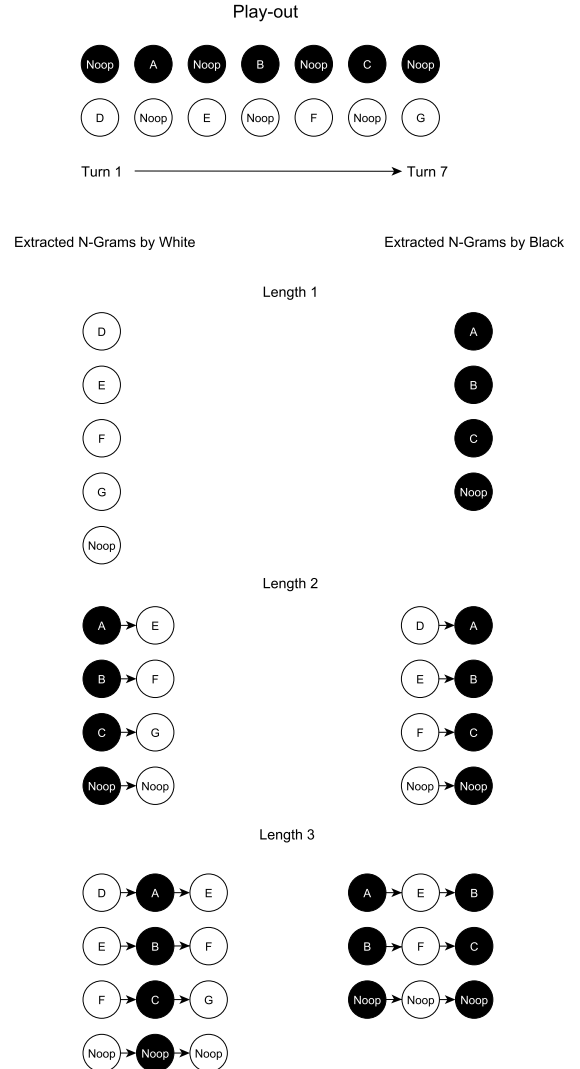 Play-out
Noop A Noop B Noop C Noop
D Noop E Noop F Noop G
Turn 1 Turn 7
Extracted N-Grams by White Extracted N-Grams by Black
Length 1
D A
E B
F C
G Noop
Noop
Length 2
A E D A
B F E B
C G F C
Noop Noop Noop Noop
Length 3
D A E A E B
E B F B F C
F C G Noop Noop Noop
Noop Noop Noop